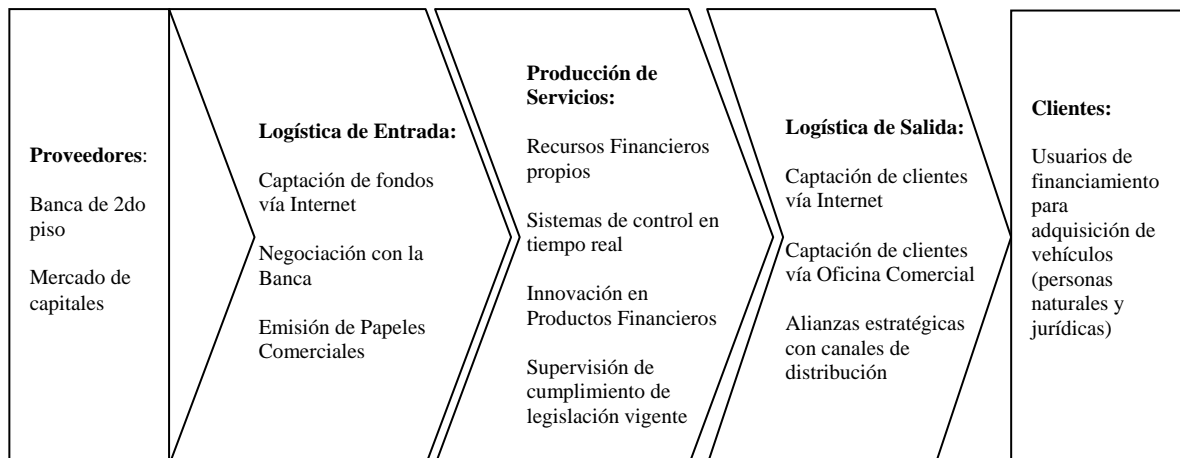 Proveedores:
Banca de 2do
piso
Mercado de
capitales
Logística de Entrada:
Captación de fondos
vía Internet
Negociación con la
Banca
Emisión de Papeles
Comerciales
Producción de
Servicios:
Recursos Financieros
propios
Sistemas de control en
tiempo real
Innovación en
Productos Financieros
Supervisión de
cumplimiento de
legislación vigente
Logística de Salida:
Captación de clientes
vía Internet
Captación de clientes
vía Oficina Comercial
Alianzas estratégicas
con canales de
distribución
Clientes:
Usuarios de
financiamiento
para
adquisición de
vehículos
(personas
naturales y
jurídicas)